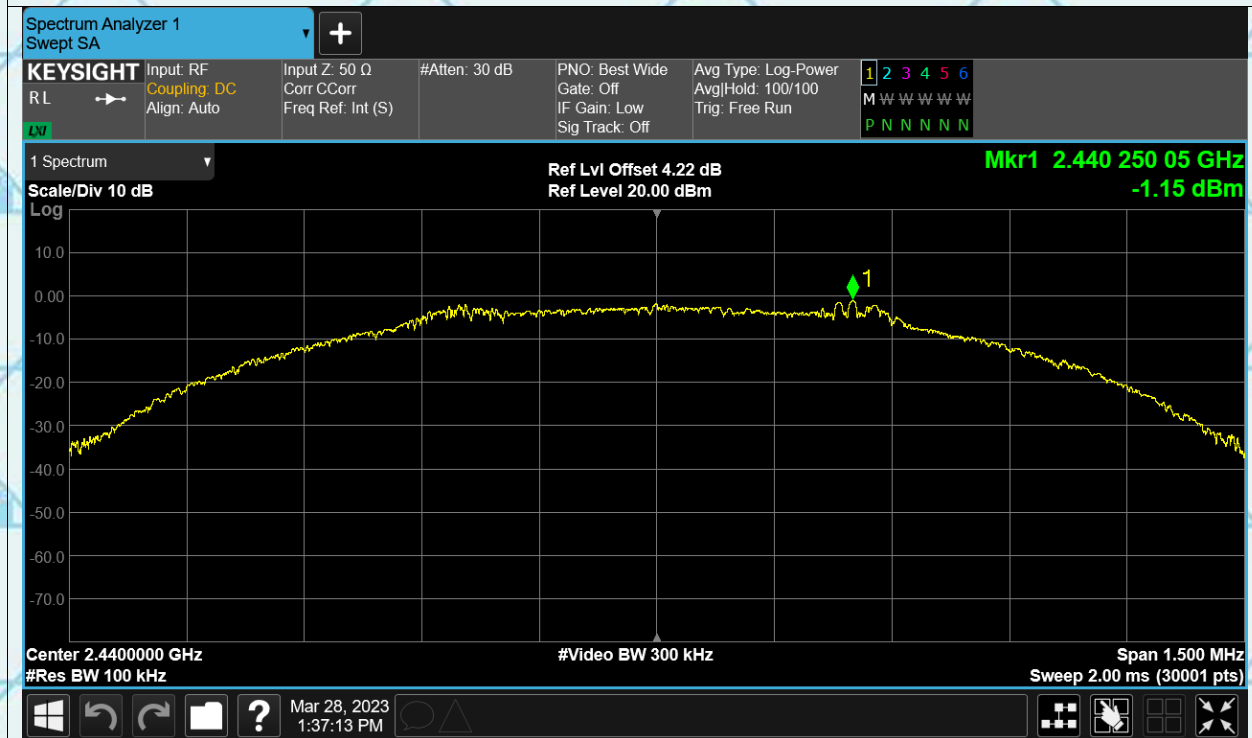 Spectrum Analyzer 1
Swept SA
KEYSIGHT
RL
LXI
Input: RF
Coupling: DC
Align: Auto
Input Z: 50 Ω
Corr CCorr
Freq Ref: Int (S)
#Atten: 30 dB
PNO: Best Wide
Gate: Off
IF Gain: Low
Sig Track: Off
Avg Type: Log-Power
Avg|Hold: 100/100
Trig: Free Run
1 2 3 4 5 6
M W W W W W
P N N N N N
1 Spectrum
Scale/Div 10 dB
Log
Ref Lvl Offset 4.22 dB
Ref Level 20.00 dBm
Mkr1 2.440 250 05 GHz
-1.15 dBm
1
10.0
0.00
-10.0
-20.0
-30.0
-40.0
-50.0
-60.0
-70.0
Center 2.4400000 GHz
#Video BW 300 kHz
Span 1.500 MHz
#Res BW 100 kHz
Sweep 2.00 ms (30001 pts)
?
Mar 28, 2023
1:37:13 PM